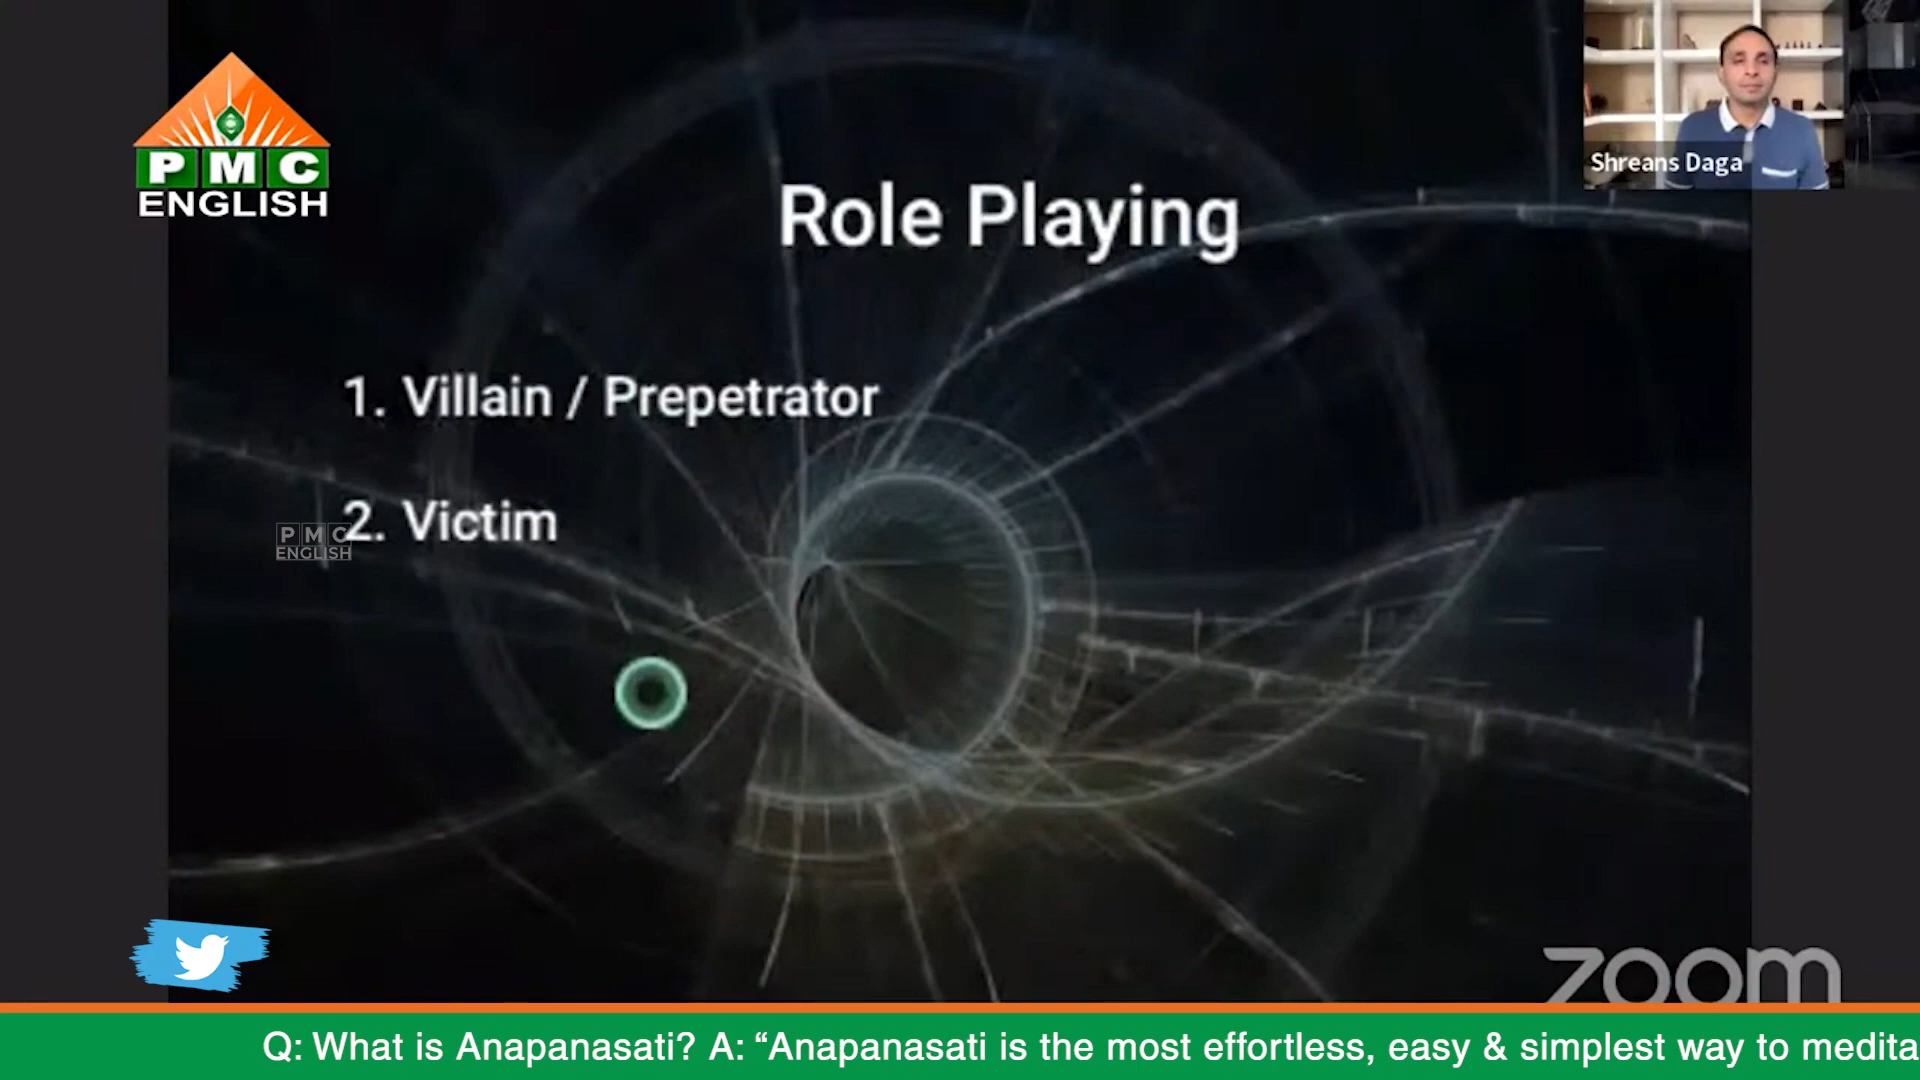 PMC
ENGLISH
Shreans Daga
Role Playing
1. Villain / Prepetrator
2. Victim
PMC
ENGLISH
zoom
Q: What is Anapanasati? A: “Anapanasati is the most effortless, easy & simplest way to medita